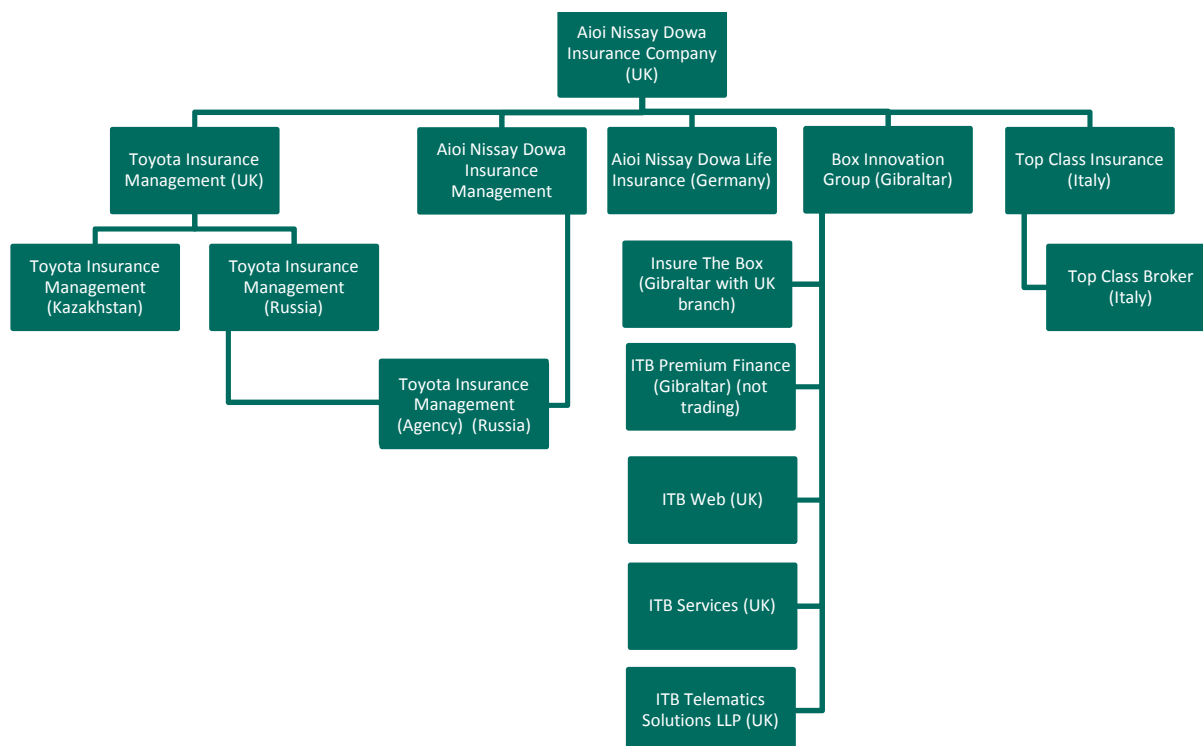 Aioi Nissay Dowa
Insurance Company
(UK)
Toyota Insurance
Management (UK)
Aioi Nissay Dowa
Insurance
Management
Aioi Nissay Dowa Life
Insurance (Germany)
Box Innovation
Group (Gibraltar)
Top Class Insurance
(Italy)
Toyota Insurance
Management
(Kazakhstan)
Toyota Insurance
Management
(Russia)
Insure The Box
(Gibraltar with UK
branch)
Top Class Broker
(Italy)
ITB Premium Finance
(Gibraltar) (not
trading)
Toyota Insurance
Management
(Agency) (Russia)
ITB Web (UK)
ITB Services (UK)
ITB Telematics
Solutions LLP (UK)